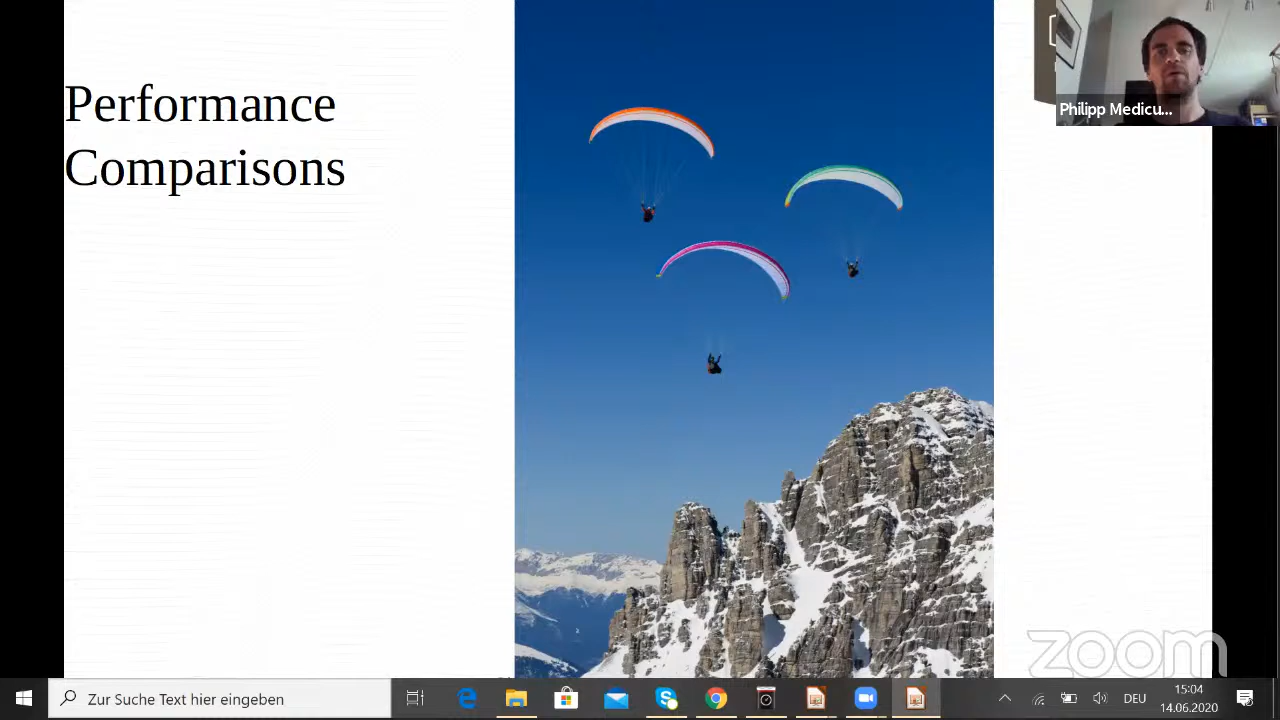 Performance
Comparisons
Philipp Medicu...
zoom
Zur Suche Text hier eingeben
DEU
15:04
14.06.2020